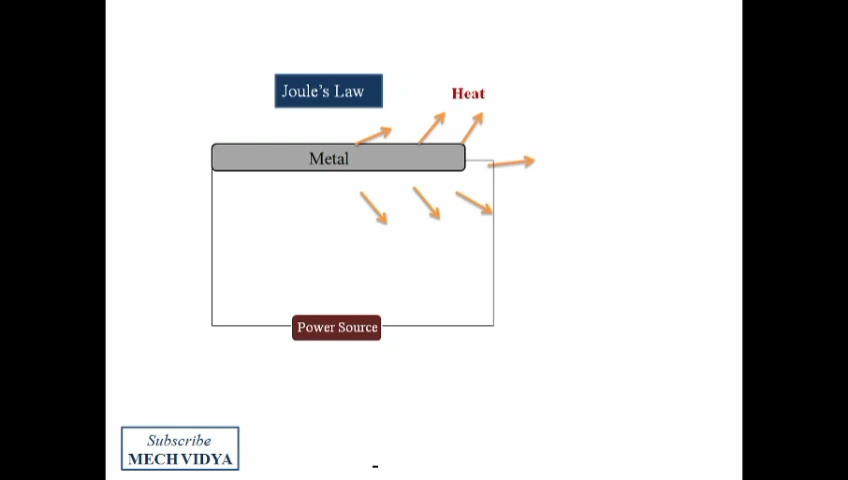 Joule's Law
Heat
Metal
Power Source
Subscribe
MECH VIDYA
-